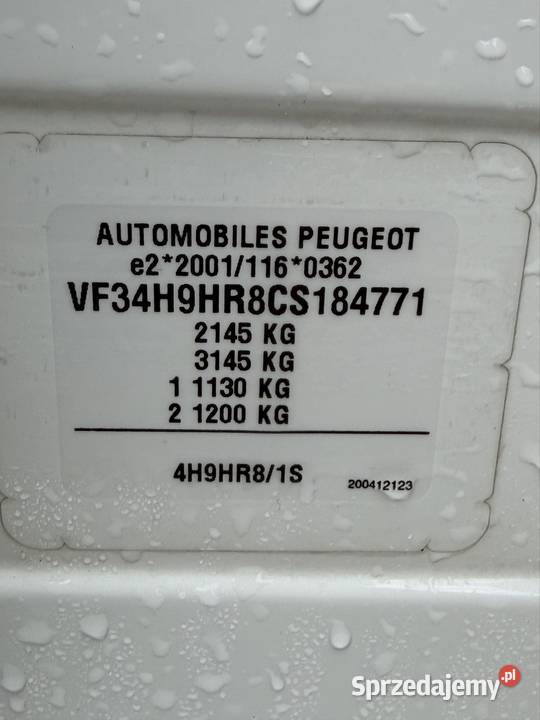 AUTOMOBILES PEUGEOT
e2*2001/116*0362
VF34H9HR8CS184771
2145 KG
3145 KG
1 1130 KG
2 1200 KG
4H9HR8/1S
200412123
Sprzedajemy.pl